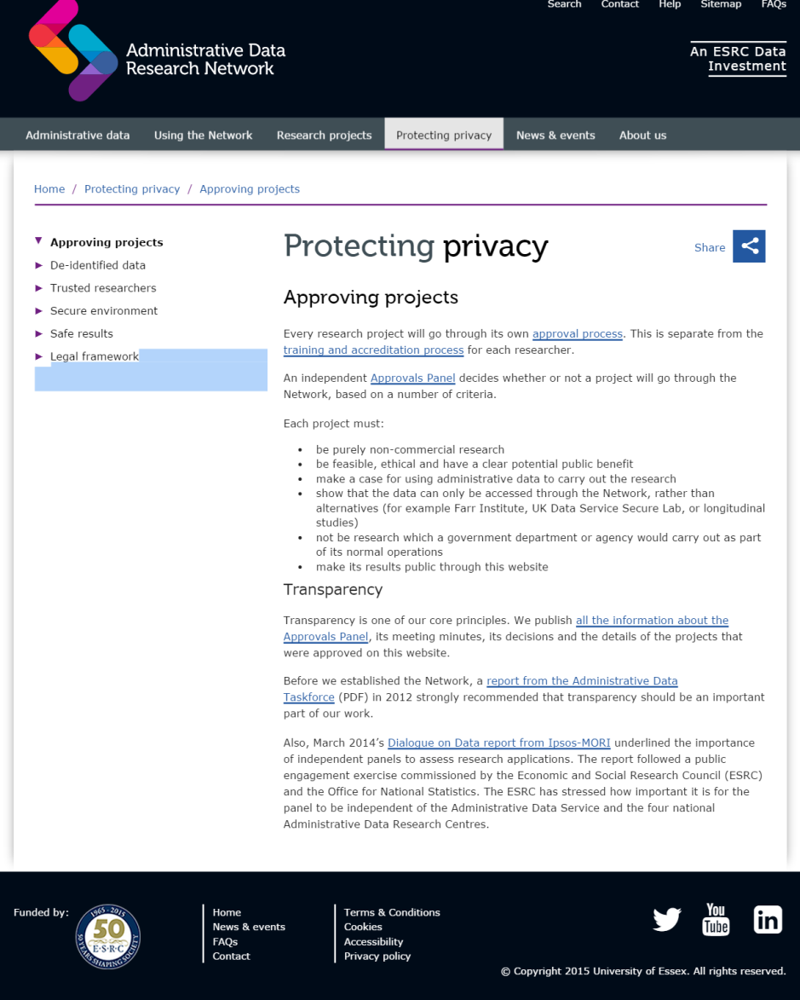 Search Contact Help Sitemap FAQs
Administrative Data
Research Network
An ESRC Data
Investment
Administrative data Using the Network Research projects Protecting privacy News & events About us
Home / Protecting privacy / Approving projects
Approving projects
De-identified data
Trusted researchers
Secure environment
Safe results
Legal framework
Protecting privacy
Share
Approving projects
Every research project will go through its own approval process. This is separate from the
training and accreditation process for each researcher.
An independent Approvals Panel decides whether or not a project will go through the
Network, based on a number of criteria.
Each project must:
• be purely non-commercial research
• be feasible, ethical and have a clear potential public benefit
• make a case for using administrative data to carry out the research
• show that the data can only be accessed through the Network, rather than
alternatives (for example Farr Institute, UK Data Service Secure Lab, or longitudinal
studies)
• not be research which a government department or agency would carry out as part
of its normal operations
• make its results public through this website
Transparency
Transparency is one of our core principles. We publish all the information about the
Approvals Panel, its meeting minutes, its decisions and the details of the projects that
were approved on this website.
Before we established the Network, a report from the Administrative Data
Taskforce (PDF) in 2012 strongly recommended that transparency should be an important
part of our work.
Also, March 2014's Dialogue on Data report from Ipsos-MORI underlined the importance
of independent panels to assess research applications. The report followed a public
engagement exercise commissioned by the Economic and Social Research Council (ESRC)
and the Office for National Statistics. The ESRC has stressed how important it is for the
panel to be independent of the Administrative Data Service and the four national
Administrative Data Research Centres.
Funded by:
1965 - 2015
50
E·S·R·C
50 YEARS SHAPING SOCIETY
Home
News & events
FAQs
Contact
Terms & Conditions
Cookies
Accessibility
Privacy policy
You
Tube
in
© Copyright 2015 University of Essex. All rights reserved.